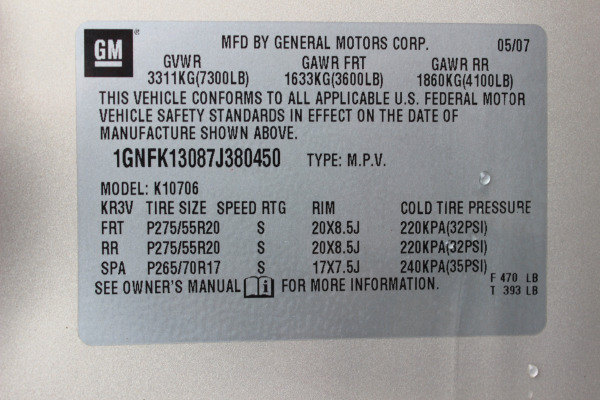 GM MFD BY GENERAL MOTORS CORP. 05/07
GVWR GAWR FRT GAWR RR
3311KG(7300LB) 1633KG(3600LB) 1860KG(4100LB)
THIS VEHICLE CONFORMS TO ALL APPLICABLE U.S. FEDERAL MOTOR
VEHICLE SAFETY STANDARDS IN EFFECT ON THE DATE OF
MANUFACTURE SHOWN ABOVE.
1GNFK13087J380450 TYPE: M.P.V.
MODEL: K10706
KR3V TIRE SIZE SPEED RTG RIM COLD TIRE PRESSURE
FRT P275/55R20 S 20X8.5J 220KPA(32PSI)
RR P275/55R20 S 20X8.5J 220KPA(32PSI)
SPA P265/70R17 S 17X7.5J 240KPA(35PSI)
SEE OWNER'S MANUAL i FOR MORE INFORMATION.
F 470 LB
T 393 LB